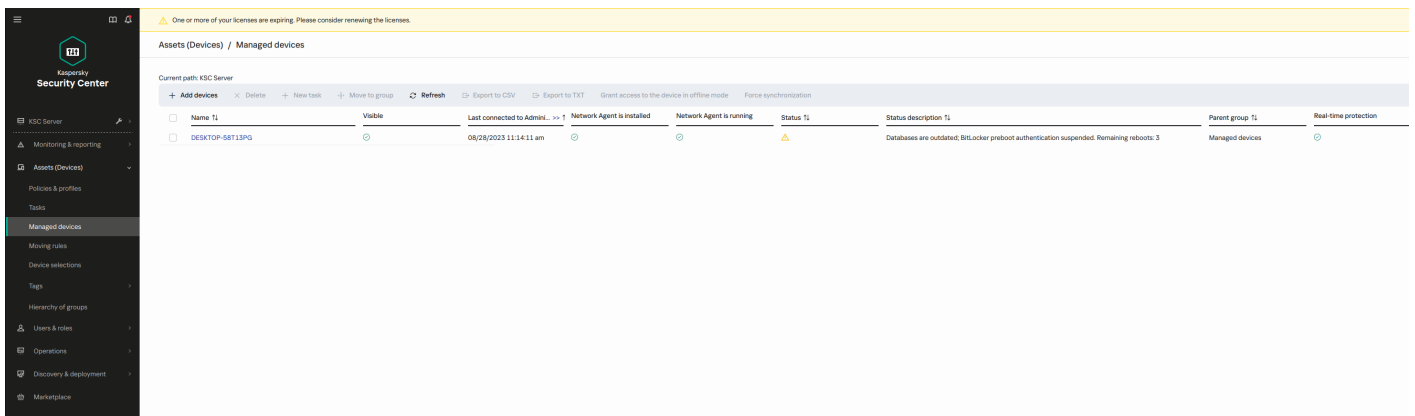 One or more of your licenses are expiring. Please consider renewing the licenses.
Kaspersky
Security Center
KSC Server
Monitoring & reporting
Assets (Devices)
Policies & profiles
Tasks
Managed devices
Moving rules
Device selections
Tags
Hierarchy of groups
Users & roles
Operations
Discovery & deployment
Marketplace
Assets (Devices) / Managed devices
Current path: KSC Server
+ Add devices × Delete + New task Move to group Refresh Export to CSV Export to TXT Grant access to the device in offline mode Force synchronization
Name ↑↓ Visible Last connected to Admini... >> ↑ Network Agent is installed Network Agent is running Status ↑↓ Status description ↑↓ Parent group ↑↓ Real-time protection
DESKTOP-58T13PG 08/28/2023 11:14:11 am Databases are outdated; BitLocker preboot authentication suspended. Remaining reboots: 3 Managed devices